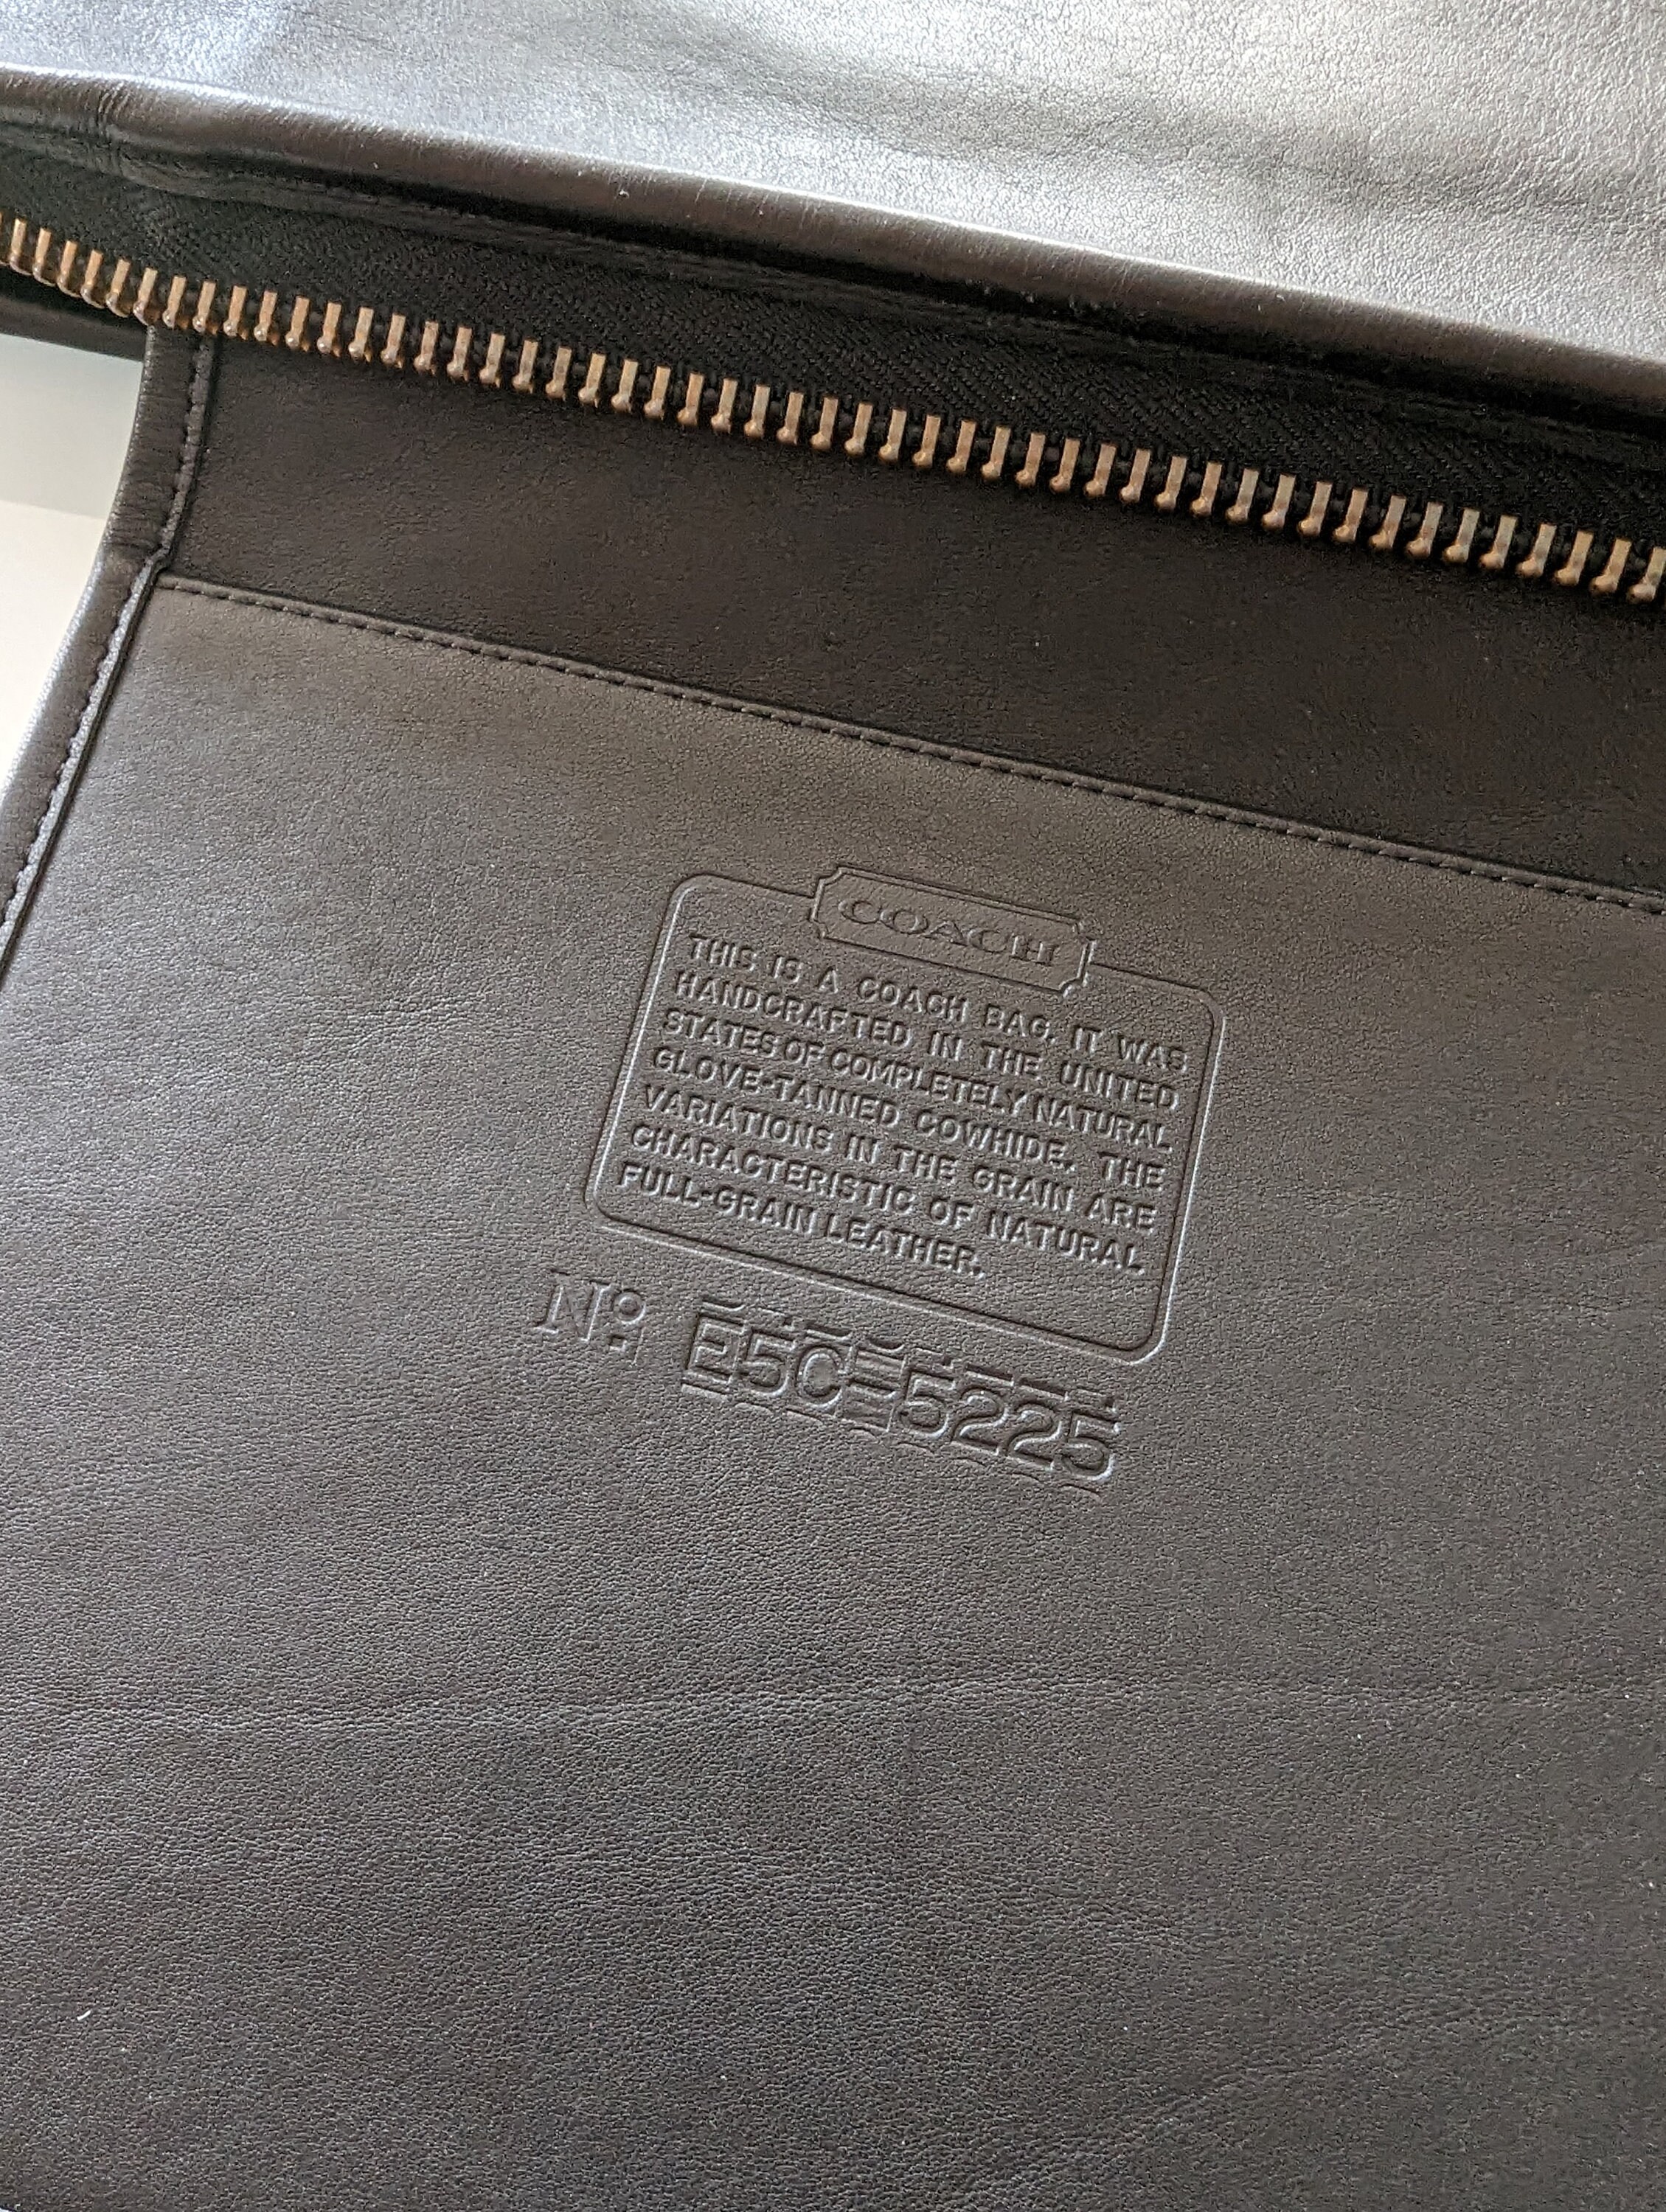 COACH
THIS IS A COACH BAG. IT WAS
HANDCRAFTED IN THE UNITED
STATES OF COMPLETELY NATURAL
GLOVE-TANNED COWHIDE. THE
VARIATIONS IN THE GRAIN ARE
CHARACTERISTIC OF NATURAL
FULL-GRAIN LEATHER.
Nº E5C-5225